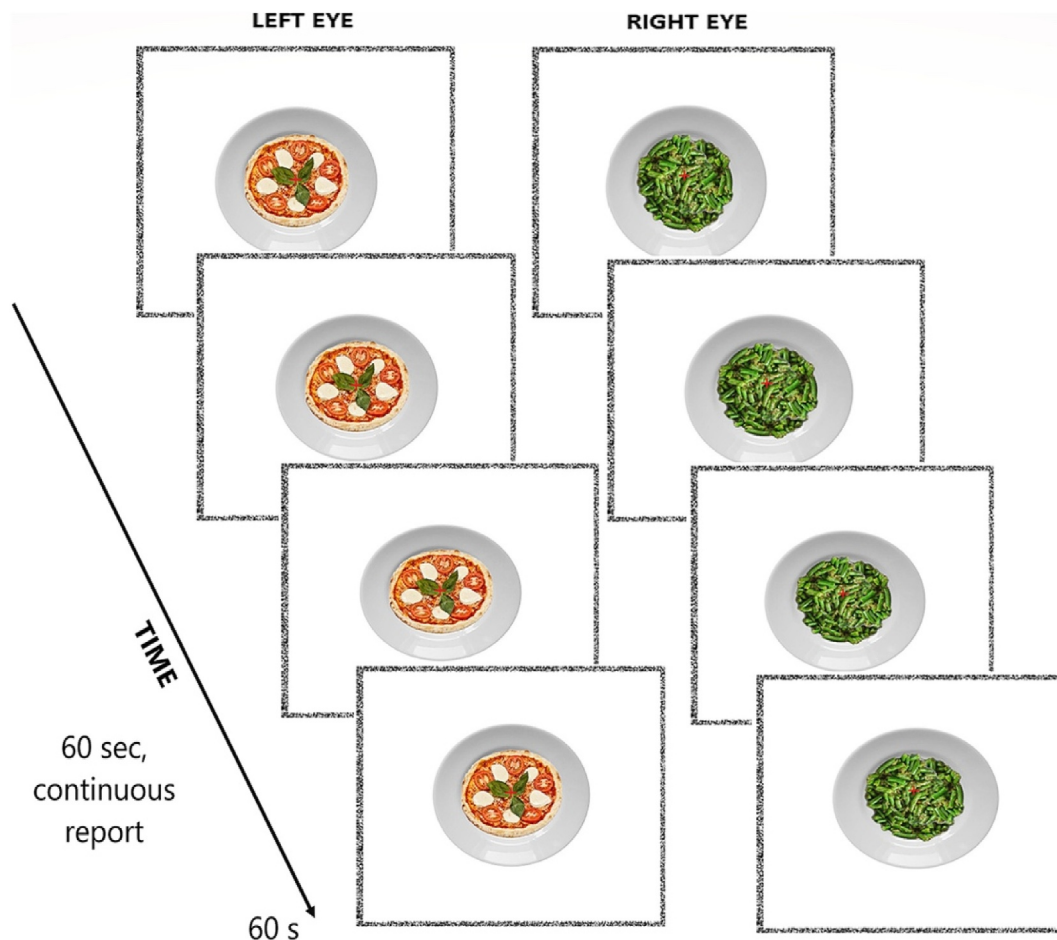 LEFT EYE
RIGHT EYE
TIME
60 sec,
continuous
report
60 s